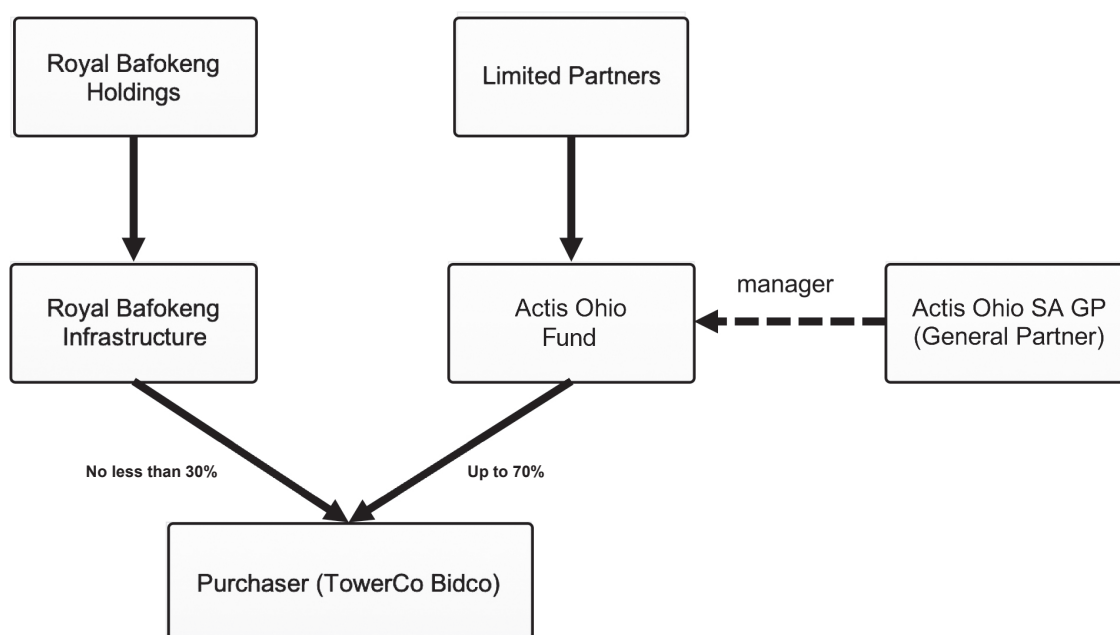 Royal Bafokeng
Holdings
Limited Partners
Royal Bafokeng
Infrastructure
Actis Ohio
Fund
manager
Actis Ohio SA GP
(General Partner)
No less than 30%
Up to 70%
Purchaser (TowerCo Bidco)